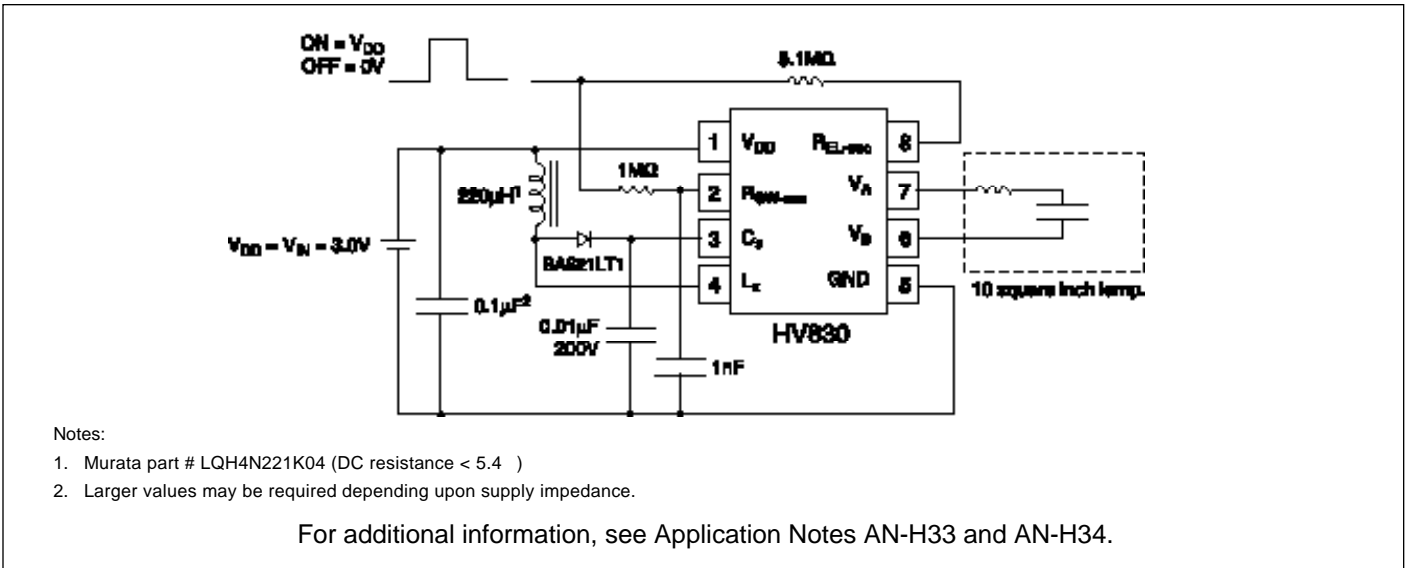 ON = VDD
OFF = 0V
5.1MΩ
1 VDD REL-osc 8
1MΩ
2 RSW-osc VA 7
220µH1
3 Cs VB 6
VDD = VIN = 3.0V
BAS21LT1
4 Lx GND 5
10 square inch lamp.
0.1µF2
0.01µF
200V
HV830
1nF
Notes:
1. Murata part # LQH4N221K04 (DC resistance < 5.4 )
2. Larger values may be required depending upon supply impedance.
For additional information, see Application Notes AN-H33 and AN-H34.